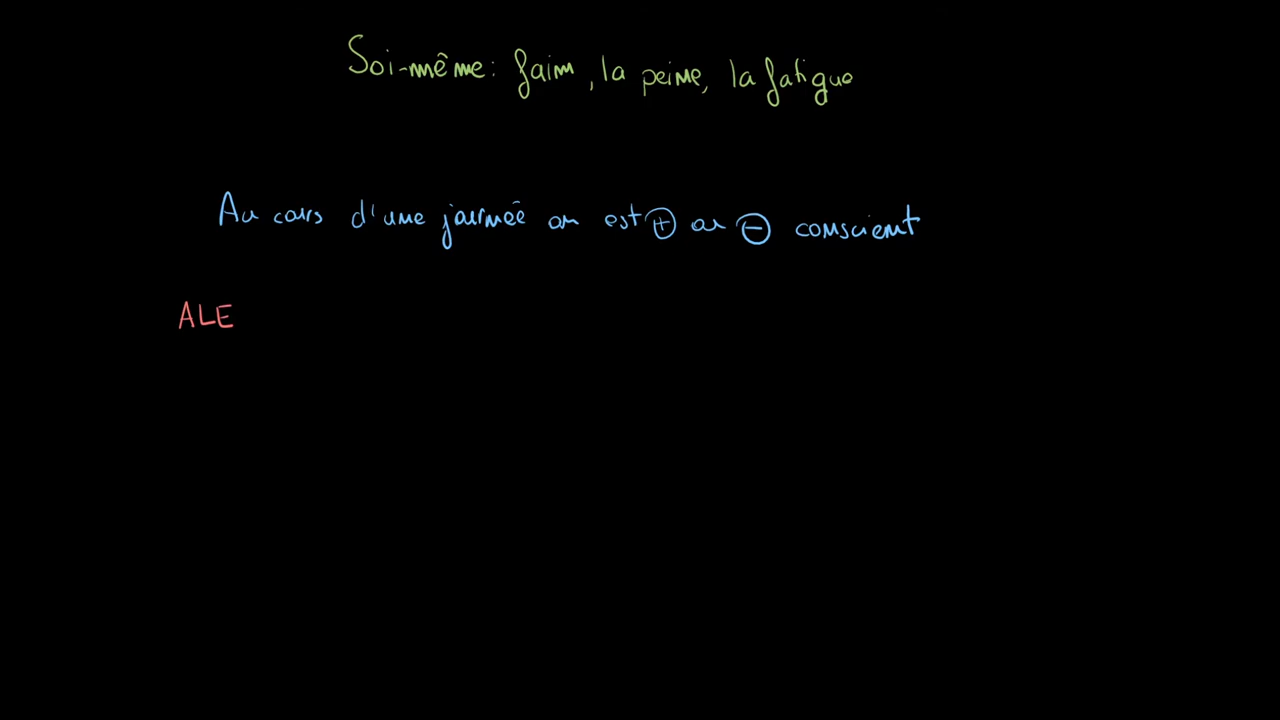 Soi-même: faim, la peine, la fatigue
Au cours d'une journée on est ⊕ ou ⊖ conscient
ALE